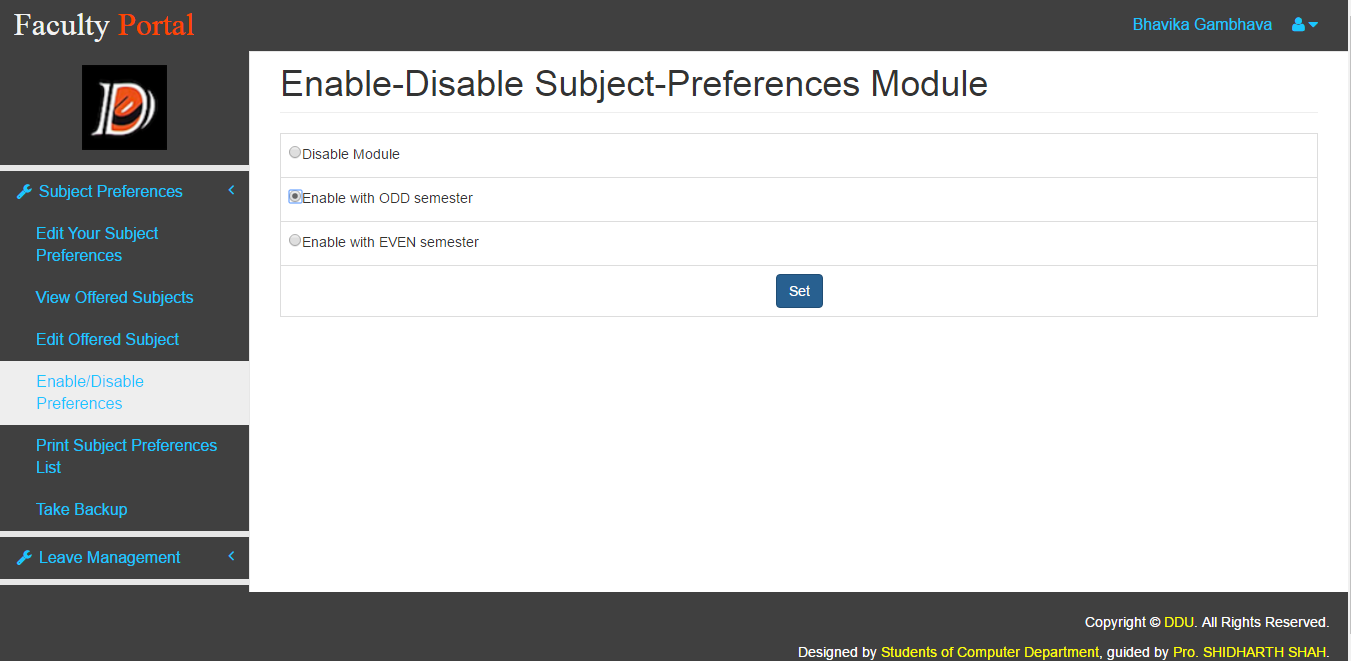 Faculty Portal
Bhavika Gambhava
Subject Preferences
Edit Your Subject
Preferences
View Offered Subjects
Edit Offered Subject
Enable/Disable
Preferences
Print Subject Preferences
List
Take Backup
Leave Management
Enable-Disable Subject-Preferences Module
Disable Module
Enable with ODD semester
Enable with EVEN semester
Set
Copyright © DDU. All Rights Reserved.
Designed by Students of Computer Department, guided by Pro. SHIDHARTH SHAH.